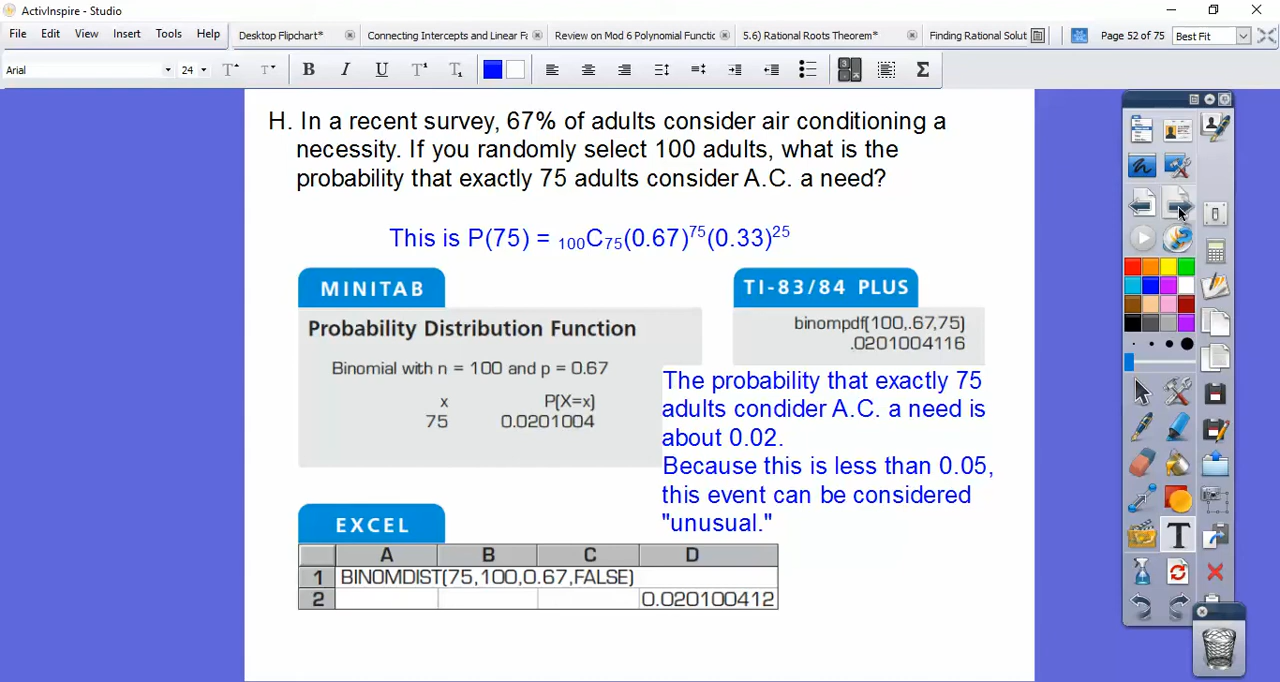 ActivInspire - Studio
File Edit View Insert Tools Help
Desktop Flipchart* Connecting Intercepts and Linear Fa Review on Mod 6 Polynomial Functic 5.6) Rational Roots Theorem* Finding Rational Solut Page 52 of 75 Best Fit
Arial 24
H. In a recent survey, 67% of adults consider air conditioning a
necessity. If you randomly select 100 adults, what is the
probability that exactly 75 adults consider A.C. a need?
This is P(75) = ₁₀₀C₇₅(0.67)⁷⁵(0.33)²⁵
MINITAB
Probability Distribution Function
Binomial with n = 100 and p = 0.67
x P(X=x)
75 0.0201004
TI-83/84 PLUS
binompdf(100,.67,75)
.0201004116
The probability that exactly 75
adults condider A.C. a need is
about 0.02.
Because this is less than 0.05,
this event can be considered
"unusual."
EXCEL
A B C D
1 BINOMDIST(75,100,0.67,FALSE)
2 0.020100412